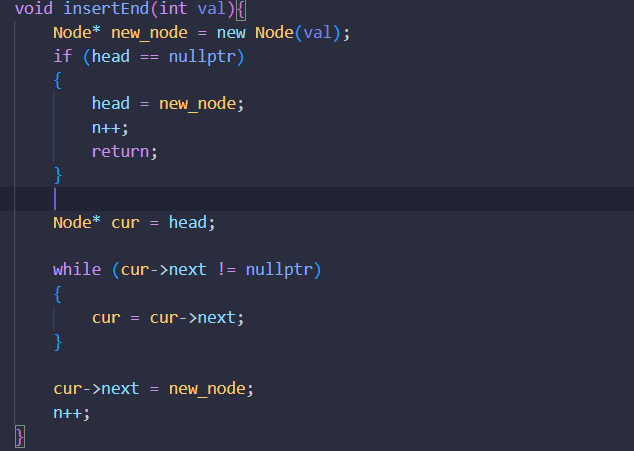 void insertEnd(int val){
Node* new_node = new Node(val);
if (head == nullptr)
{
head = new_node;
n++;
return;
}
Node* cur = head;
while (cur->next != nullptr)
{
cur = cur->next;
}
cur->next = new_node;
n++;
}